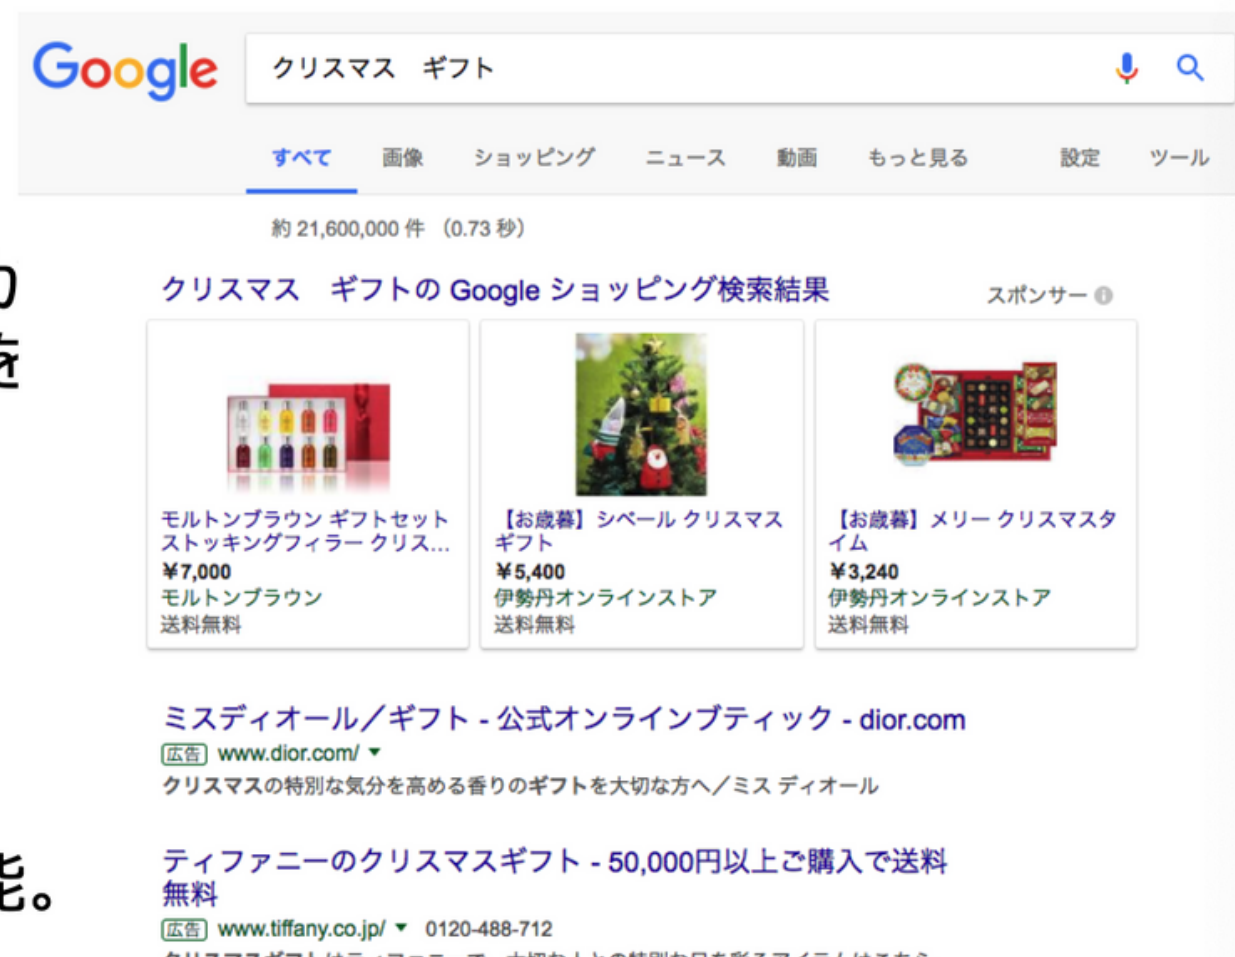 Google
クリスマス　ギフト
すべて 画像 ショッピング ニュース 動画 もっと見る 設定 ツール
約 21,600,000 件 （0.73 秒）
クリスマス　ギフトの Google ショッピング検索結果
スポンサー
モルトンブラウン ギフトセット
ストッキングフィラー クリス...
¥7,000
モルトンブラウン
送料無料
【お歳暮】シベール クリスマス
ギフト
¥5,400
伊勢丹オンラインストア
送料無料
【お歳暮】メリー クリスマスタ
イム
¥3,240
伊勢丹オンラインストア
送料無料
を
ミスディオール／ギフト - 公式オンラインブティック - dior.com
広告 www.dior.com/
クリスマスの特別な気分を高める香りのギフトを大切な方へ／ミス ディオール
ティファニーのクリスマスギフト - 50,000円以上ご購入で送料
無料
能。
広告 www.tiffany.co.jp/ 0120-488-712